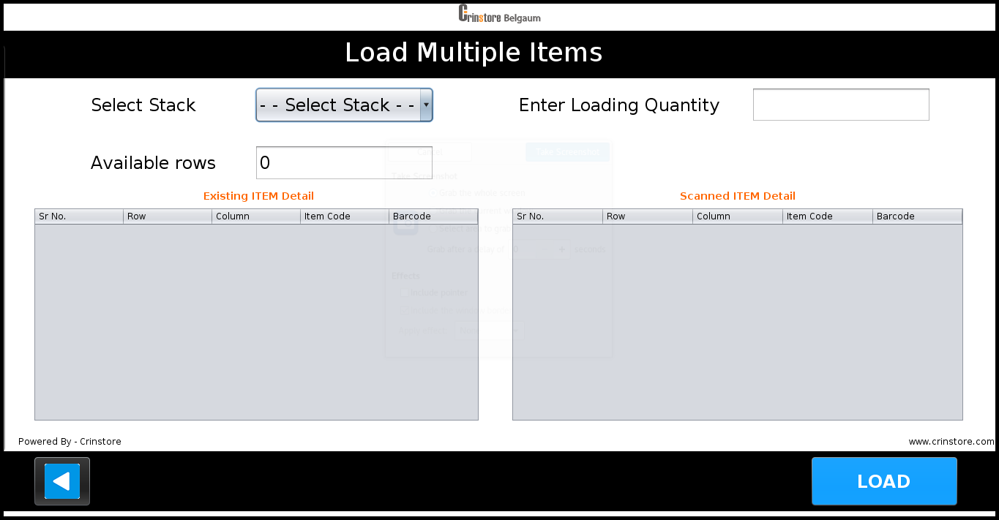 Crinstore Belgaum
Load Multiple Items
Select Stack
- - Select Stack - -
Enter Loading Quantity
Available rows
0
Cancel
Take Screenshot
Take Screenshot
Grab the whole screen
Grab the current
Select area to grab
Grab after a delay of
0
+
seconds
Effects
Include pointer
Existing ITEM Detail
Scanned ITEM Detail
Sr No. Row Column Item Code Barcode
Sr No. Row Column Item Code Barcode
Powered By - Crinstore
www.crinstore.com
LOAD